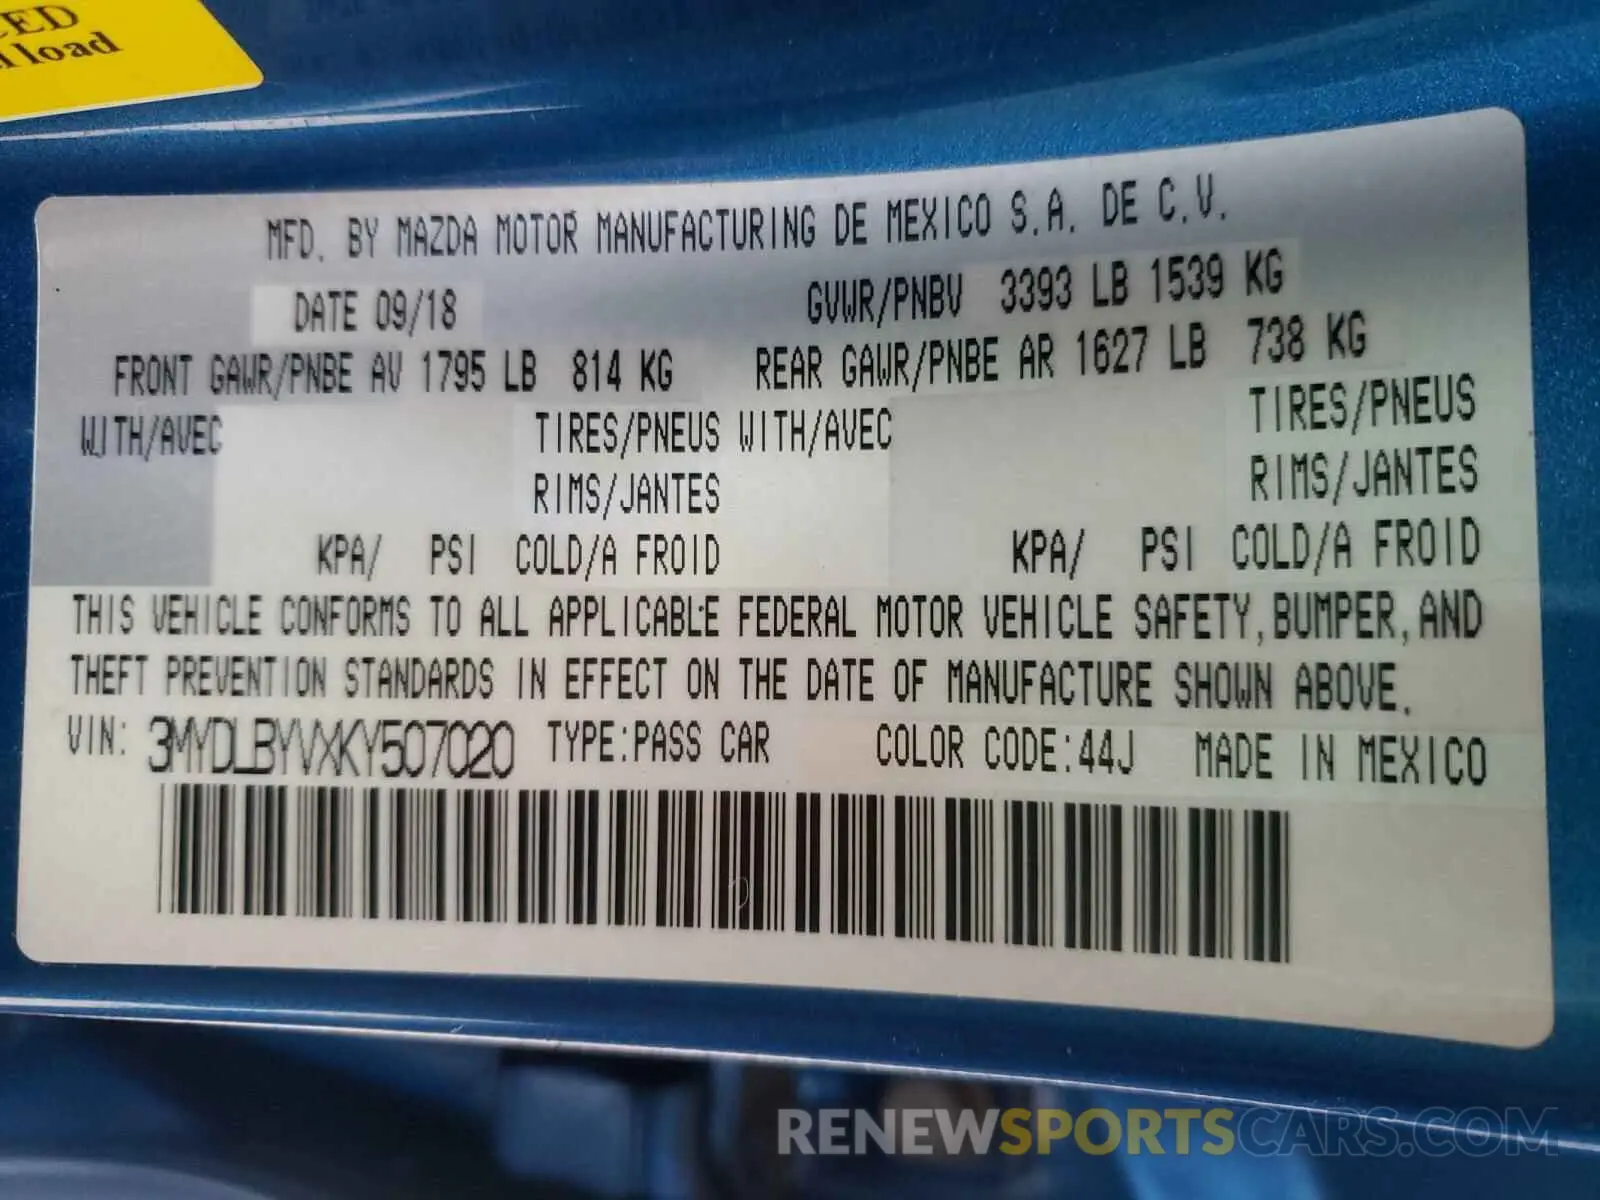 CED
load
MFD. BY MAZDA MOTOR MANUFACTURING DE MEXICO S.A. DE C.V.
DATE 09/18 GVWR/PNBV 3393 LB 1539 KG
FRONT GAWR/PNBE AV 1795 LB 814 KG REAR GAWR/PNBE AR 1627 LB 738 KG
WITH/AVEC TIRES/PNEUS WITH/AVEC TIRES/PNEUS
RIMS/JANTES RIMS/JANTES
KPA/ PSI COLD/A FROID KPA/ PSI COLD/A FROID
THIS VEHICLE CONFORMS TO ALL APPLICABLE FEDERAL MOTOR VEHICLE SAFETY, BUMPER, AND
THEFT PREVENTION STANDARDS IN EFFECT ON THE DATE OF MANUFACTURE SHOWN ABOVE.
VIN: 3MYDLBYVXKY507020 TYPE:PASS CAR COLOR CODE:44J MADE IN MEXICO
RENEWSPORTSCARS.COM